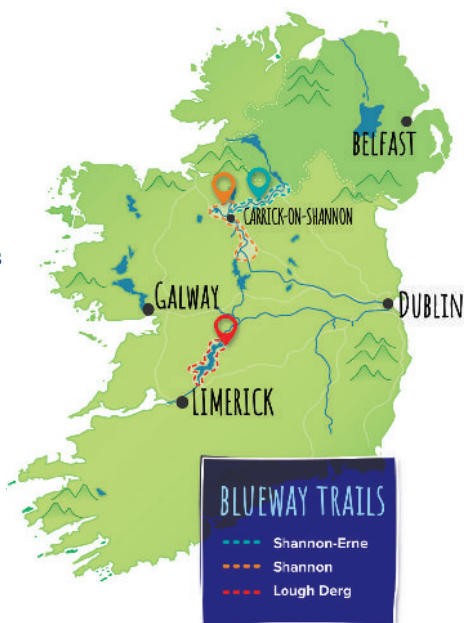 BELFAST
CARRICK-ON-SHANNON
GALWAY
DUBLIN
LIMERICK
BLUEWAY TRAILS
Shannon-Erne
Shannon
Lough Derg